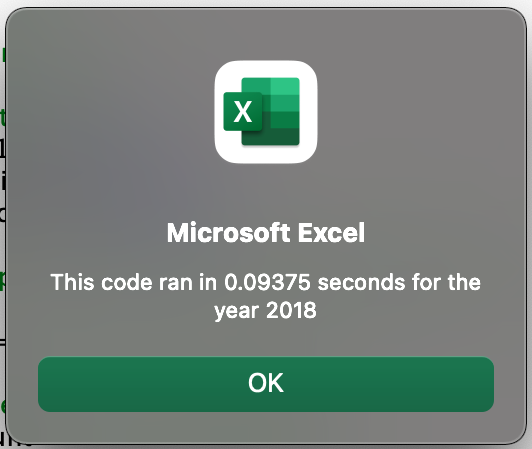 X
Microsoft Excel
This code ran in 0.09375 seconds for the
year 2018
OK